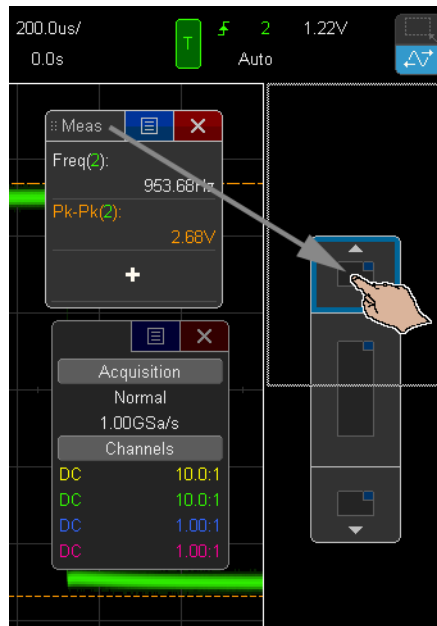 200.0us/ 2 1.22V
0.0s T Auto
Meas
Freq(2):
953.68Hz
Pk-Pk(2):
2.68V
Acquisition
Normal
1.00GSa/s
Channels
DC 10.0:1
DC 10.0:1
DC 1.00:1
DC 1.00:1